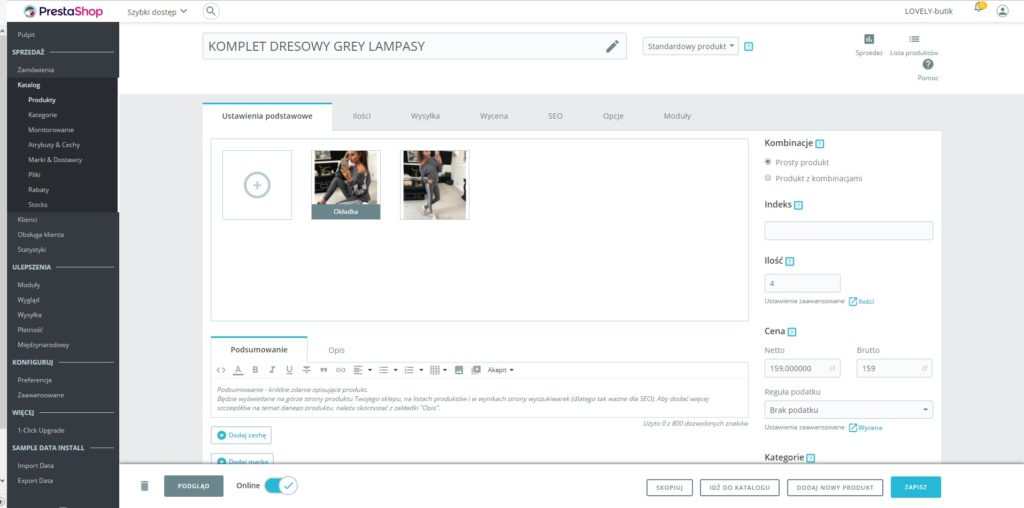 PrestaShop
Szybki dostęp
LOVELY-butik
Pulpit
SPRZEDAŻ
Zamówienia
Katalog
Produkty
Kategorie
Monitorowanie
Atrybuty & Cechy
Marki & Dostawcy
Pliki
Rabaty
Stocks
Klienci
Obsługa klienta
Statystyki
ULEPSZENIA
Moduły
Wygląd
Wysyłka
Płatność
Międzynarodowy
KONFIGURUJ
Preferencje
Zaawansowane
WIĘCEJ
1-Click Upgrade
SAMPLE DATA INSTALL
Import Data
Export Data
KOMPLET DRESOWY GREY LAMPASY
Standardowy produkt
Sprzedaż
Lista produktów
Pomoc
Ustawienia podstawowe
Ilości
Wysyłka
Wycena
SEO
Opcje
Moduły
Okładka
Podsumowanie
Opis
Akapit
Podsumowanie - krótkie zdanie opisujące produkt.
Będzie wyświetlane na górze strony produktu Twojego sklepu, na listach produktów i w wynikach strony wyszukiwarek (dlatego tak ważne dla SEO). Aby dodać więcej
szczegółów na temat danego produktu, należy skorzystać z zakładki "Opis".
Użyto 0 z 800 dozwolonych znaków
Dodaj cechę
Dodaj markę
Kombinacje
Prosty produkt
Produkt z kombinacjami
Indeks
Ilość
4
Ustawienia zaawansowane Ilości
Cena
Netto Brutto
159,000000 zł 159 zł
Reguła podatku
Brak podatku
Ustawienia zaawansowane Wycena
Kategorie
PODGLĄD
Online
SKOPIUJ
IDŹ DO KATALOGU
DODAJ NOWY PRODUKT
ZAPISZ